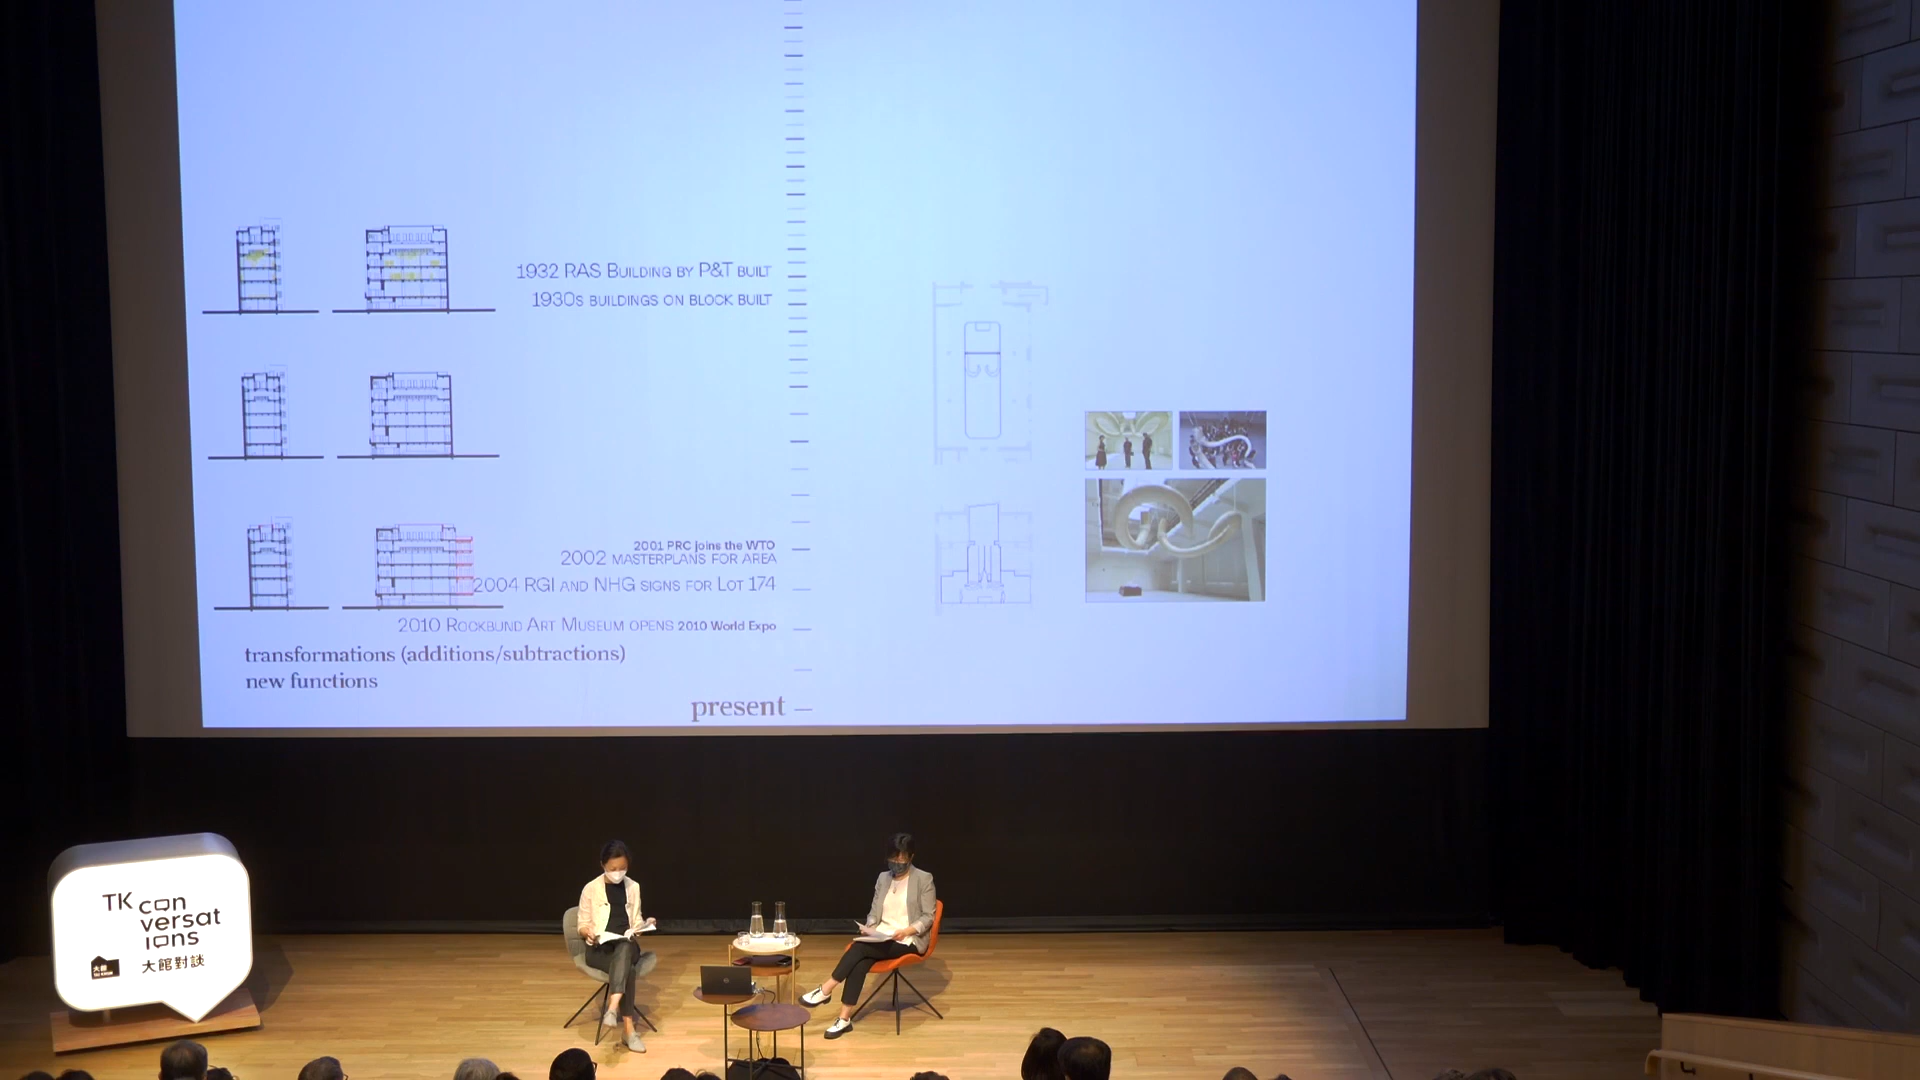 1932 RAS Building by P&T built
1930s buildings on block built
2001 PRC joins the WTO
2002 masterplans for area
2004 RGI and NHG signs for Lot 174
2010 Rockbund Art Museum opens 2010 World Expo
transformations (additions/subtractions)
new functions
present
TK con
versat
ions
大館
大館對談